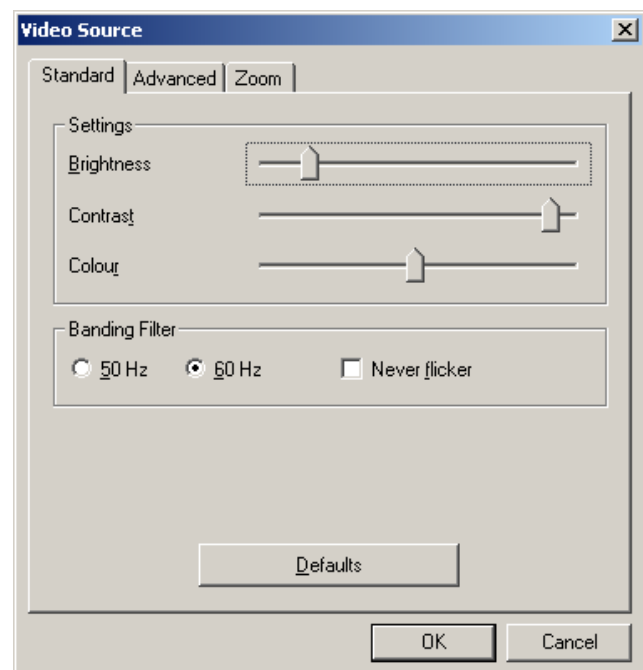 Video Source
Standard Advanced Zoom
Settings
Brightness
Contrast
Colour
Banding Filter
50 Hz 60 Hz Never flicker
Defaults
OK Cancel